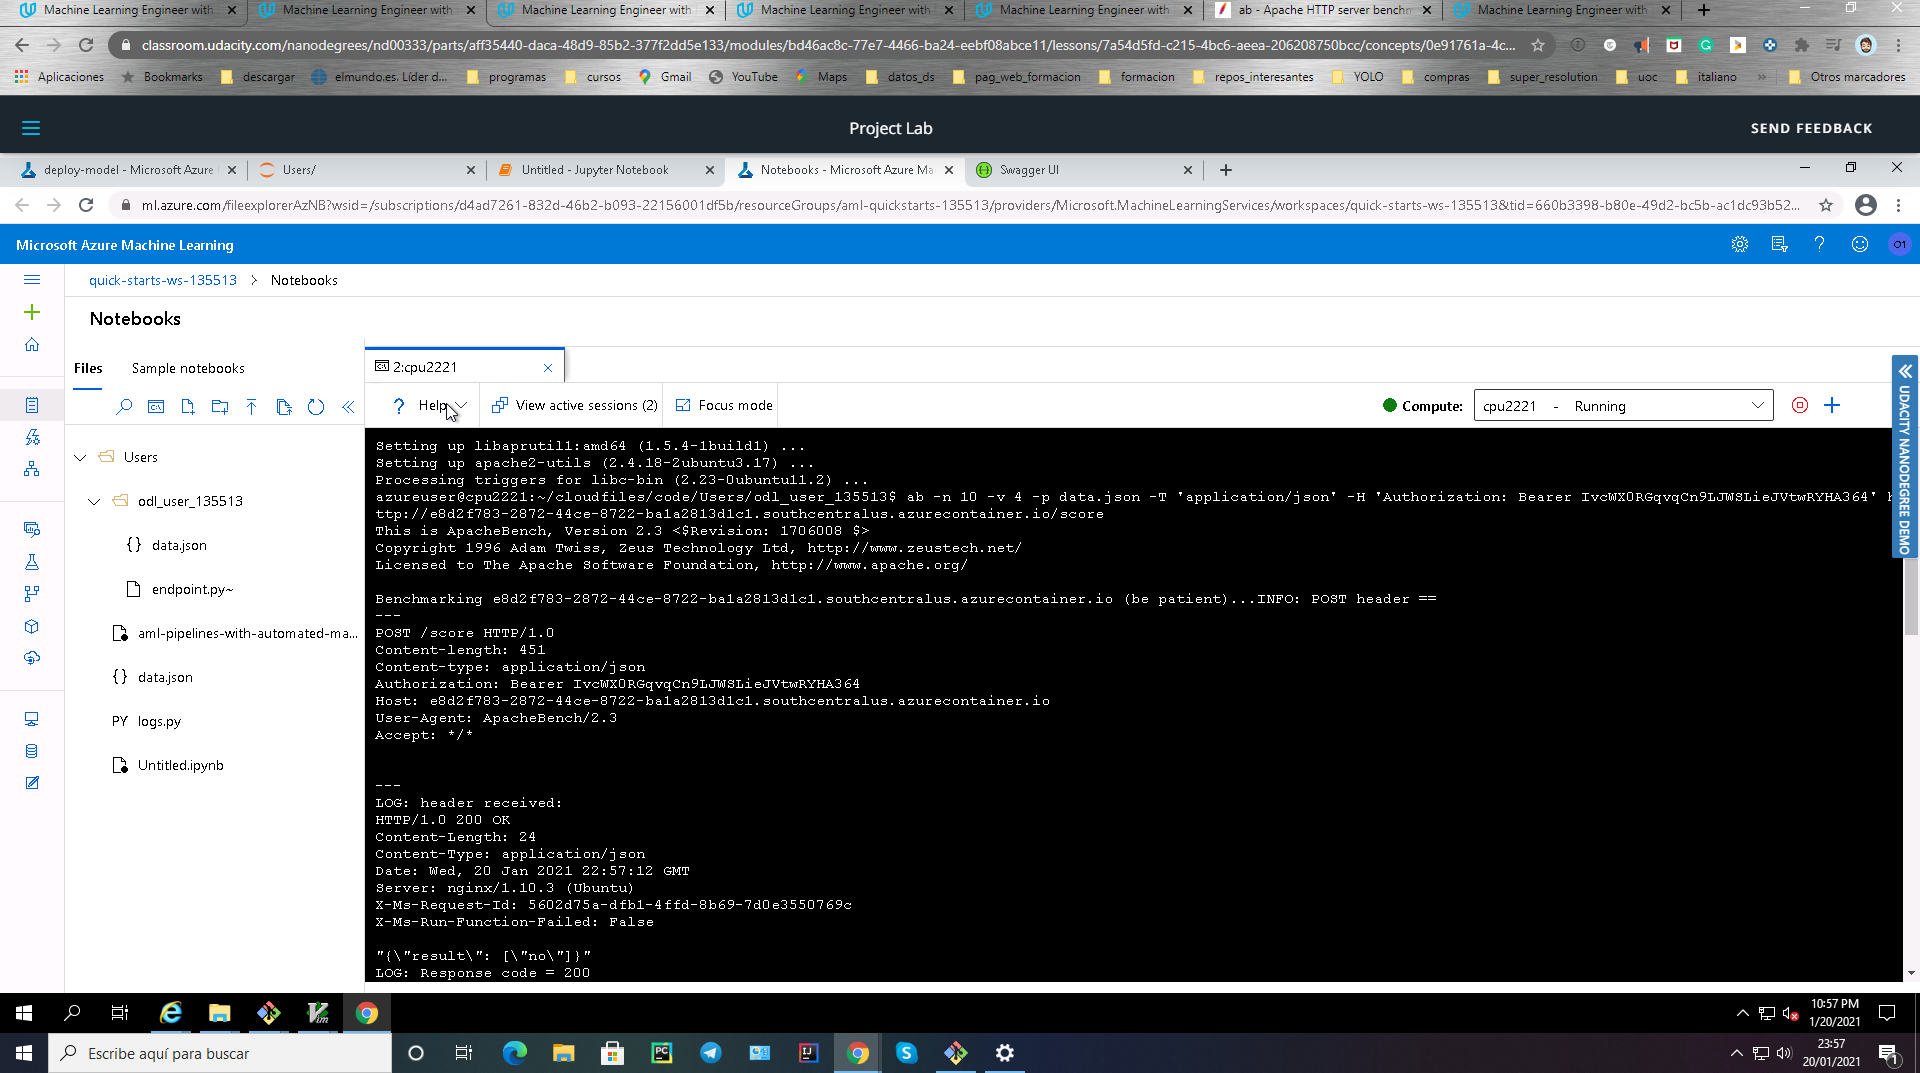 Machine Learning Engineer with
Machine Learning Engineer with
Machine Learning Engineer with
Machine Learning Engineer with
Machine Learning Engineer with
ab - Apache HTTP server benchm
Machine Learning Engineer with
classroom.udacity.com/nanodegrees/nd00333/parts/aff35440-daca-48d9-85b2-377f2dd5e133/modules/bd46ac8c-77e7-4466-ba24-eebf08abce11/lessons/7a54d5fd-c215-4bc6-aeea-206208750bcc/concepts/0e91761a-4c...
Aplicaciones Bookmarks descargar elmundo.es. Líder d... programas cursos Gmail YouTube Maps datos_ds pag_web_formacion formacion repos_interesantes YOLO compras super_resolution uoc italiano » Otros marcadores
Project Lab
SEND FEEDBACK
deploy-model - Microsoft Azure
Users/
Untitled - Jupyter Notebook
Notebooks - Microsoft Azure Ma
Swagger UI
ml.azure.com/fileexplorerAzNB?wsid=/subscriptions/d4ad7261-832d-46b2-b093-22156001df5b/resourceGroups/aml-quickstarts-135513/providers/Microsoft.MachineLearningServices/workspaces/quick-starts-ws-135513&tid=660b3398-b80e-49d2-bc5b-ac1dc93b52...
Microsoft Azure Machine Learning
O1
quick-starts-ws-135513 > Notebooks
Notebooks
Files
Sample notebooks
2:cpu2221
Help
View active sessions (2)
Focus mode
Compute:
cpu2221 - Running
UDACITY NANODEGREE DEMO
Users
odl_user_135513
{} data.json
endpoint.py~
aml-pipelines-with-automated-ma...
{} data.json
PY logs.py
Untitled.ipynb
Setting up libaprutil1:amd64 (1.5.4-1build1) ...
Setting up apache2-utils (2.4.18-2ubuntu3.17) ...
Processing triggers for libc-bin (2.23-0ubuntu11.2) ...
azureuser@cpu2221:~/cloudfiles/code/Users/odl_user_135513$ ab -n 10 -v 4 -p data.json -T 'application/json' -H 'Authorization: Bearer IvcWX0RGqvqCn9LJWSLieJVtwRYHA364' h
ttp://e8d2f783-2872-44ce-8722-ba1a2813d1c1.southcentralus.azurecontainer.io/score
This is ApacheBench, Version 2.3 <$Revision: 1706008 $>
Copyright 1996 Adam Twiss, Zeus Technology Ltd, http://www.zeustech.net/
Licensed to The Apache Software Foundation, http://www.apache.org/
Benchmarking e8d2f783-2872-44ce-8722-ba1a2813d1c1.southcentralus.azurecontainer.io (be patient)...INFO: POST header ==
---
POST /score HTTP/1.0
Content-length: 451
Content-type: application/json
Authorization: Bearer IvcWX0RGqvqCn9LJWSLieJVtwRYHA364
Host: e8d2f783-2872-44ce-8722-ba1a2813d1c1.southcentralus.azurecontainer.io
User-Agent: ApacheBench/2.3
Accept: */*
---
LOG: header received:
HTTP/1.0 200 OK
Content-Length: 24
Content-Type: application/json
Date: Wed, 20 Jan 2021 22:57:12 GMT
Server: nginx/1.10.3 (Ubuntu)
X-Ms-Request-Id: 5602d75a-dfb1-4ffd-8b69-7d0e3550769c
X-Ms-Run-Function-Failed: False
"{\"result\": [\"no\"]}"
LOG: Response code = 200
10:57 PM
1/20/2021
Escribe aquí para buscar
23:57
20/01/2021
1